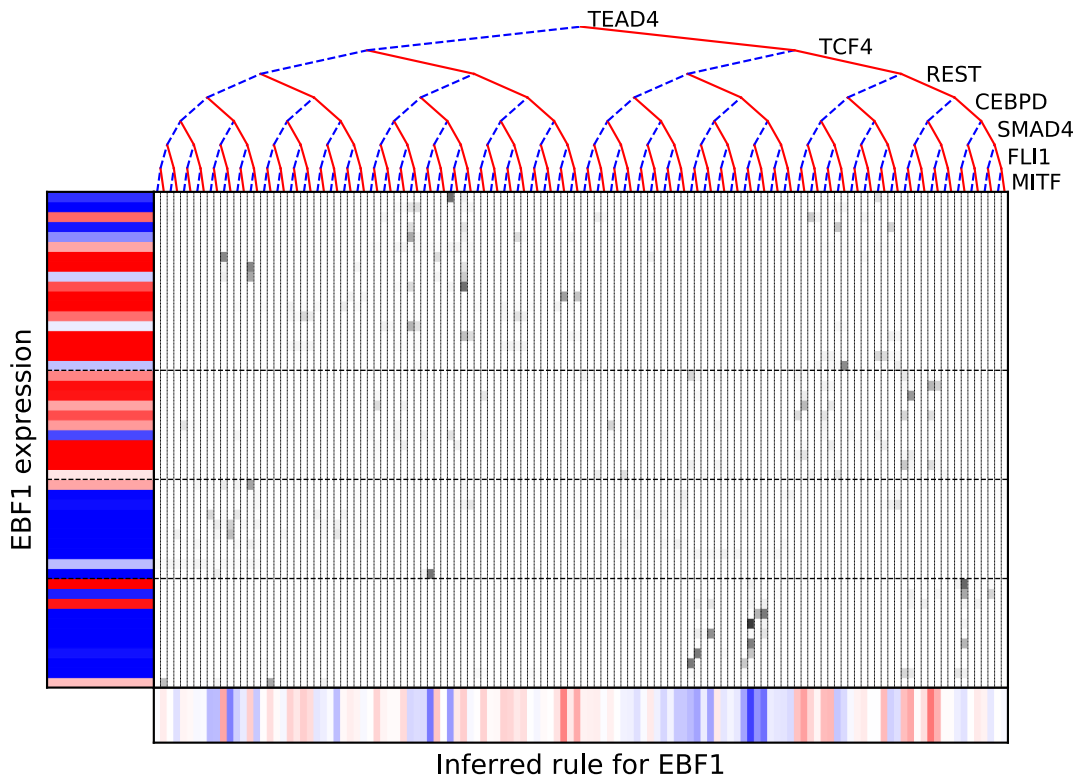 TEAD4
TCF4
REST
CEBPD
SMAD4
FLI1
MITF
EBF1 expression
Inferred rule for EBF1